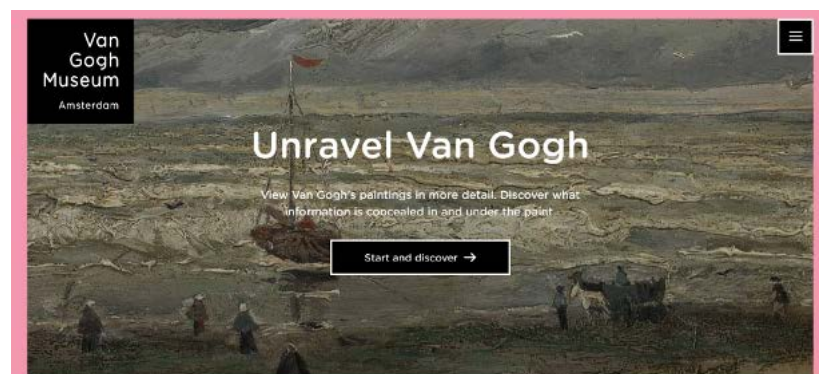 Van
Gogh
Museum
Amsterdam
Unravel Van Gogh
View Van Gogh's paintings in more detail. Discover what
information is concealed in and under the paint
Start and discover →